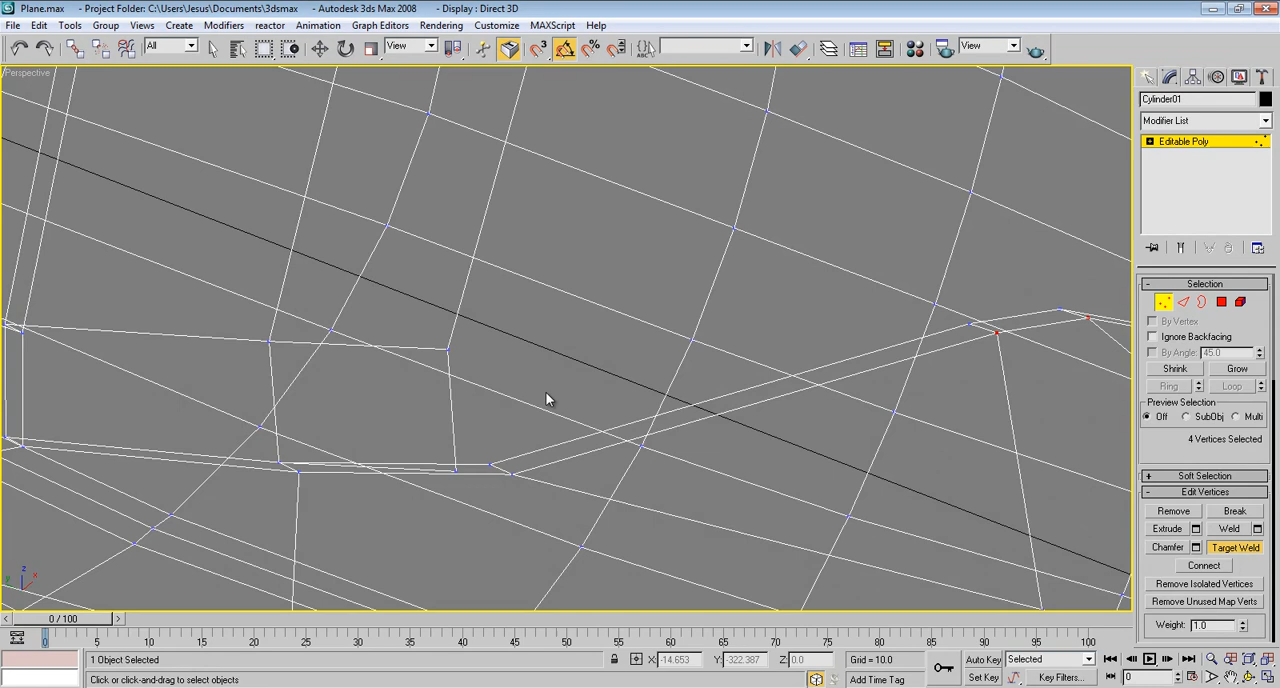 Plane.max - Project Folder: C:\Users\Jesus\Documents\3dsmax - Autodesk 3ds Max 2008 - Display : Direct 3D
File Edit Tools Group Views Create Modifiers reactor Animation Graph Editors Rendering Customize MAXScript Help
All View View
Perspective
Cylinder01
Modifier List
Editable Poly
Selection
By Vertex
Ignore Backfacing
By Angle: 45.0
Shrink Grow
Ring Loop
Preview Selection
Off SubObj Multi
4 Vertices Selected
Soft Selection
Edit Vertices
Remove Break
Extrude Weld
Chamfer Target Weld
Connect
Remove Isolated Vertices
Remove Unused Map Verts
Weight: 1.0
z
x
y
0 / 100
0 5 10 15 20 25 30 35 40 45 50 55 60 65 70 75 80 85 90 95 100
1 Object Selected X: -14.653 Y: -322.387 Z: 0.0 Grid = 10.0 Auto Key Selected
Click or click-and-drag to select objects Add Time Tag Set Key Key Filters... 0